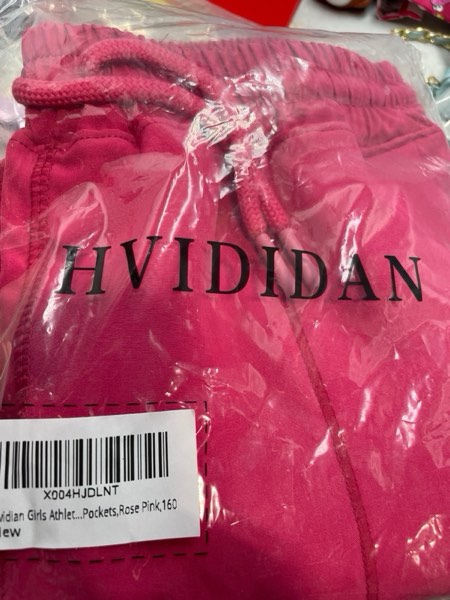 HVIDIDAN
X004HJDLNT
vidian Girls Athlet...Pockets,Rose Pink,160
lew